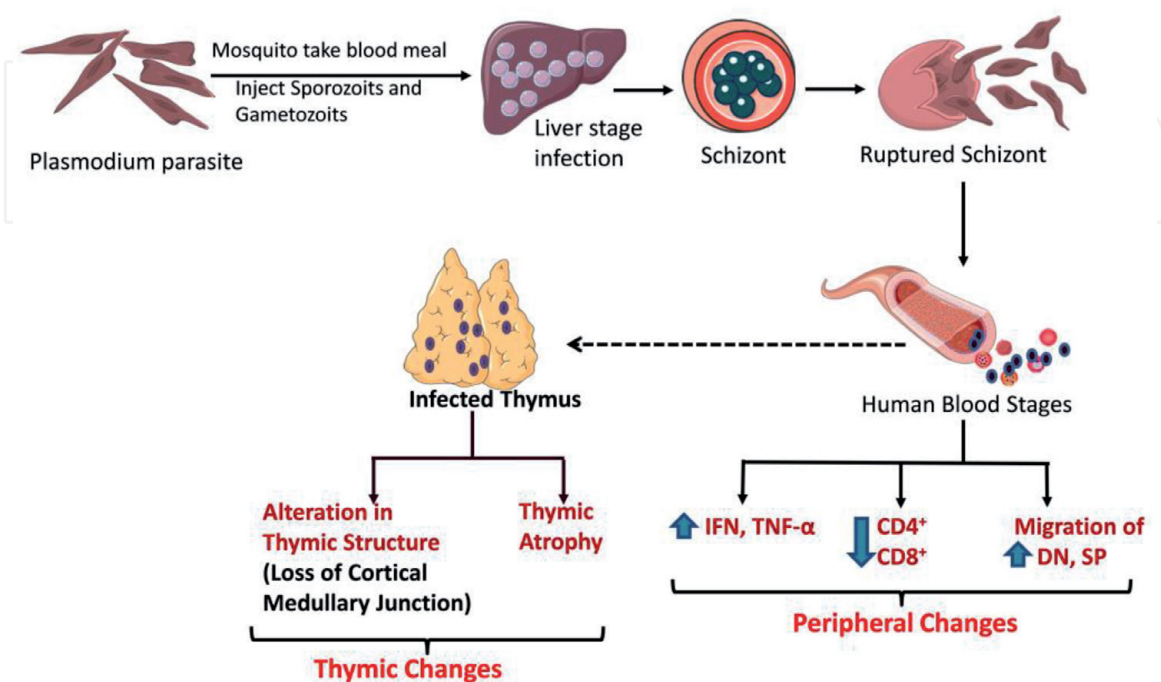 Mosquito take blood meal
Inject Sporozoits and
Gametozoits
Plasmodium parasite
Liver stage
infection
Schizont
Ruptured Schizont
Infected Thymus
Human Blood Stages
Alteration in
Thymic Structure
(Loss of Cortical
Medullary Junction)
Thymic
Atrophy
IFN, TNF-α
CD4⁺
CD8⁺
Migration of
DN, SP
Thymic Changes
Peripheral Changes